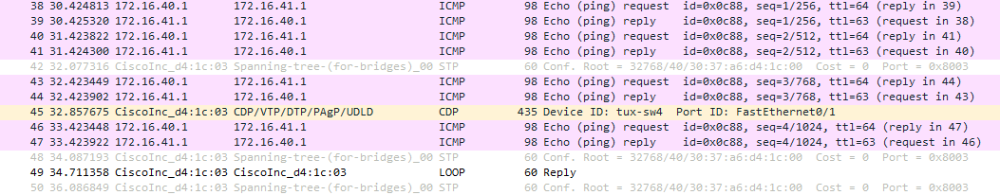 38 30.424813 172.16.40.1 172.16.41.1 ICMP 98 Echo (ping) request id=0x0c88, seq=1/256, ttl=64 (reply in 39)
39 30.425320 172.16.41.1 172.16.40.1 ICMP 98 Echo (ping) reply id=0x0c88, seq=1/256, ttl=63 (request in 38)
40 31.423822 172.16.40.1 172.16.41.1 ICMP 98 Echo (ping) request id=0x0c88, seq=2/512, ttl=64 (reply in 41)
41 31.424300 172.16.41.1 172.16.40.1 ICMP 98 Echo (ping) reply id=0x0c88, seq=2/512, ttl=63 (request in 40)
42 32.077316 CiscoInc_d4:1c:03 Spanning-tree-(for-bridges)_00 STP 60 Conf. Root = 32768/40/30:37:a6:d4:1c:00 Cost = 0 Port = 0x8003
43 32.423449 172.16.40.1 172.16.41.1 ICMP 98 Echo (ping) request id=0x0c88, seq=3/768, ttl=64 (reply in 44)
44 32.423902 172.16.41.1 172.16.40.1 ICMP 98 Echo (ping) reply id=0x0c88, seq=3/768, ttl=63 (request in 43)
45 32.857675 CiscoInc_d4:1c:03 CDP/VTP/DTP/PAgP/UDLD CDP 435 Device ID: tux-sw4 Port ID: FastEthernet0/1
46 33.423448 172.16.40.1 172.16.41.1 ICMP 98 Echo (ping) request id=0x0c88, seq=4/1024, ttl=64 (reply in 47)
47 33.423922 172.16.41.1 172.16.40.1 ICMP 98 Echo (ping) reply id=0x0c88, seq=4/1024, ttl=63 (request in 46)
48 34.087193 CiscoInc_d4:1c:03 Spanning-tree-(for-bridges)_00 STP 60 Conf. Root = 32768/40/30:37:a6:d4:1c:00 Cost = 0 Port = 0x8003
49 34.711358 CiscoInc_d4:1c:03 CiscoInc_d4:1c:03 LOOP 60 Reply
50 36.086849 CiscoInc_d4:1c:03 Spanning-tree-(for-bridges)_00 STP 60 Conf. Root = 32768/40/30:37:a6:d4:1c:00 Cost = 0 Port = 0x8003